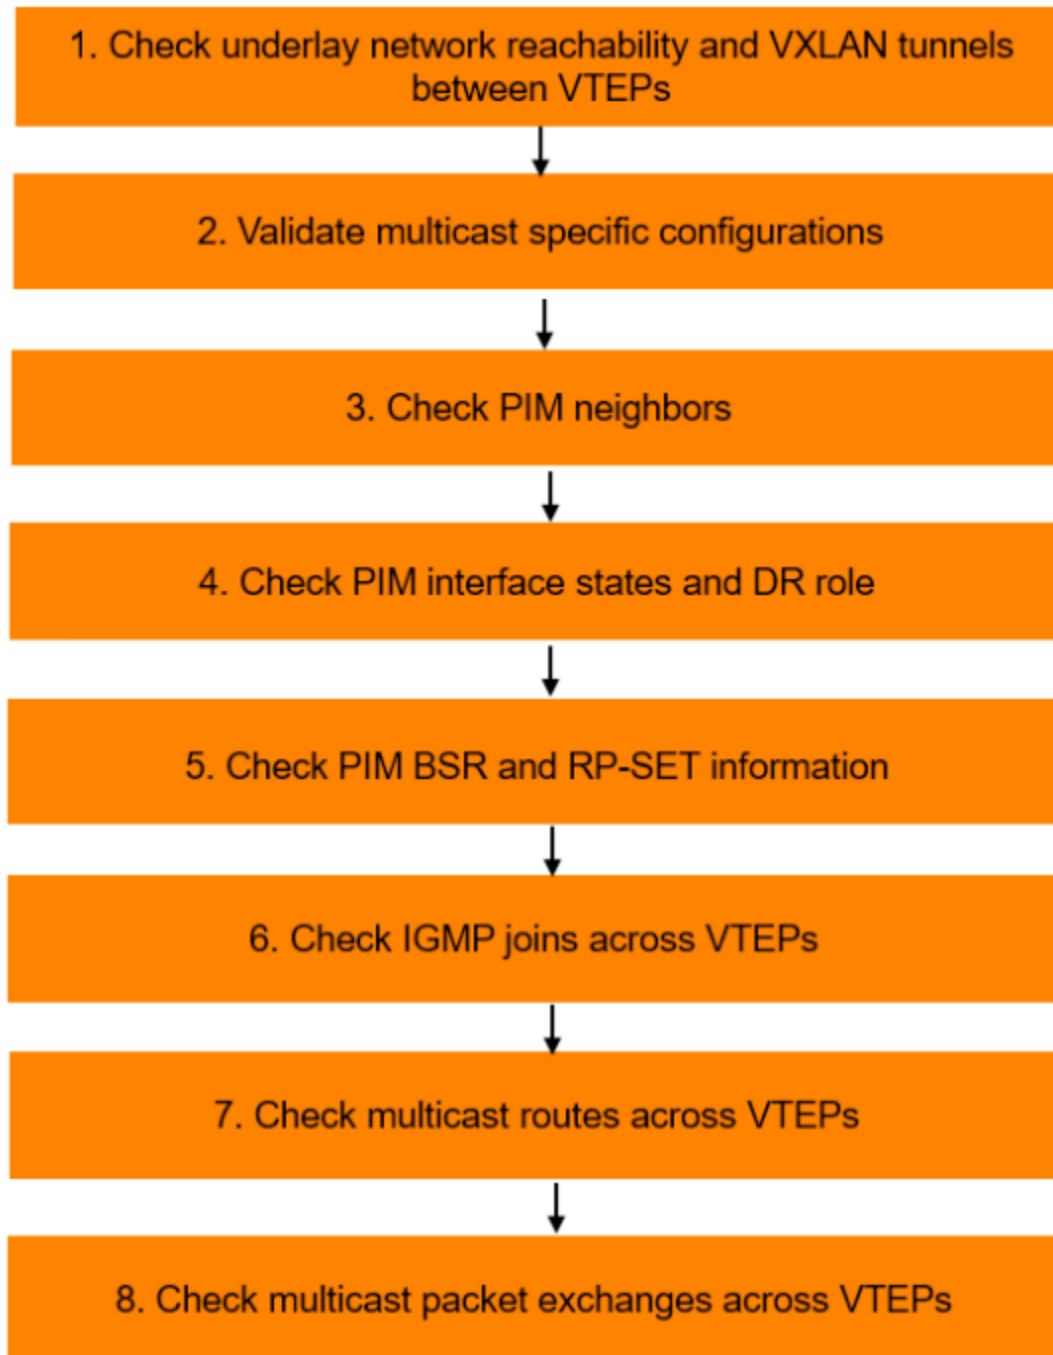 1. Check underlay network reachability and VXLAN tunnels
between VTEPs
2. Validate multicast specific configurations
3. Check PIM neighbors
4. Check PIM interface states and DR role
5. Check PIM BSR and RP-SET information
6. Check IGMP joins across VTEPs
7. Check multicast routes across VTEPs
8. Check multicast packet exchanges across VTEPs